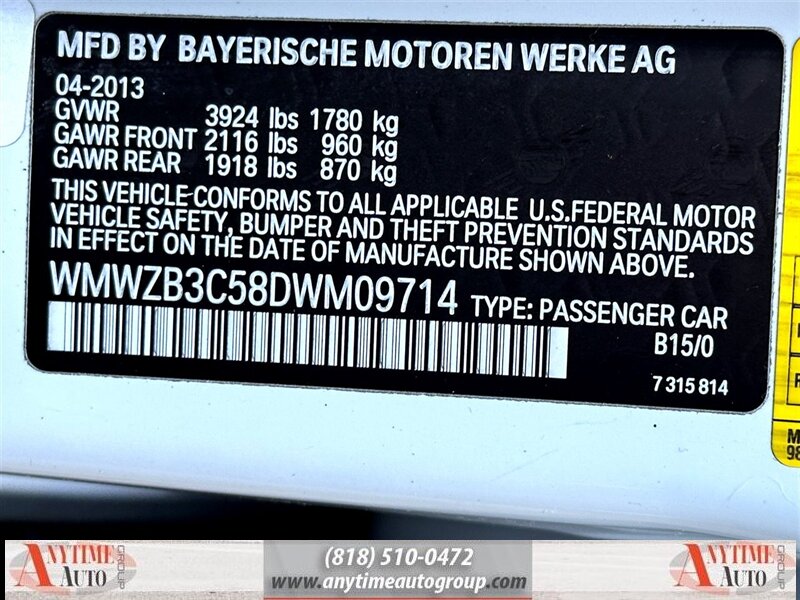 MFD BY BAYERISCHE MOTOREN WERKE AG
04-2013
GVWR 3924 lbs 1780 kg
GAWR FRONT 2116 lbs 960 kg
GAWR REAR 1918 lbs 870 kg
THIS VEHICLE CONFORMS TO ALL APPLICABLE U.S.FEDERAL MOTOR
VEHICLE SAFETY, BUMPER AND THEFT PREVENTION STANDARDS
IN EFFECT ON THE DATE OF MANUFACTURE SHOWN ABOVE.
WMWZB3C58DWM09714 TYPE: PASSENGER CAR
B15/0
7 315 814
ANYTIME AUTO GROUP
(818) 510-0472
www.anytimeautogroup.com
ANYTIME AUTO GROUP